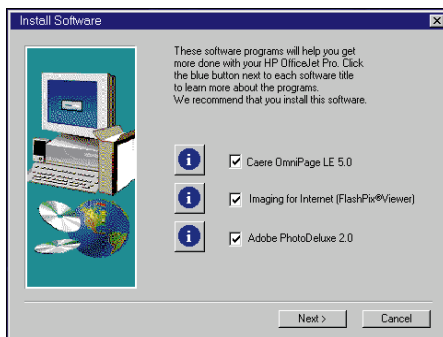 Install Software
These software programs will help you get
more done with your HP OfficeJet Pro. Click
the blue button next to each software title
to learn more about the programs.
We recommend that you install this software.
i
Caere OmniPage LE 5.0
i
Imaging for Internet (FlashPix®Viewer)
i
Adobe PhotoDeluxe 2.0
Next >
Cancel